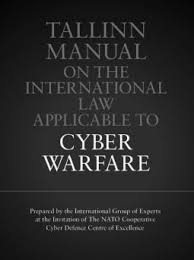 TALLINN
MANUAL
ON THE
INTERNATIONAL
LAW
APPLICABLE TO
CYBER
WARFARE
Prepared by the International Group of Experts
at the Invitation of The NATO Cooperative
Cyber Defence Centre of Excellence